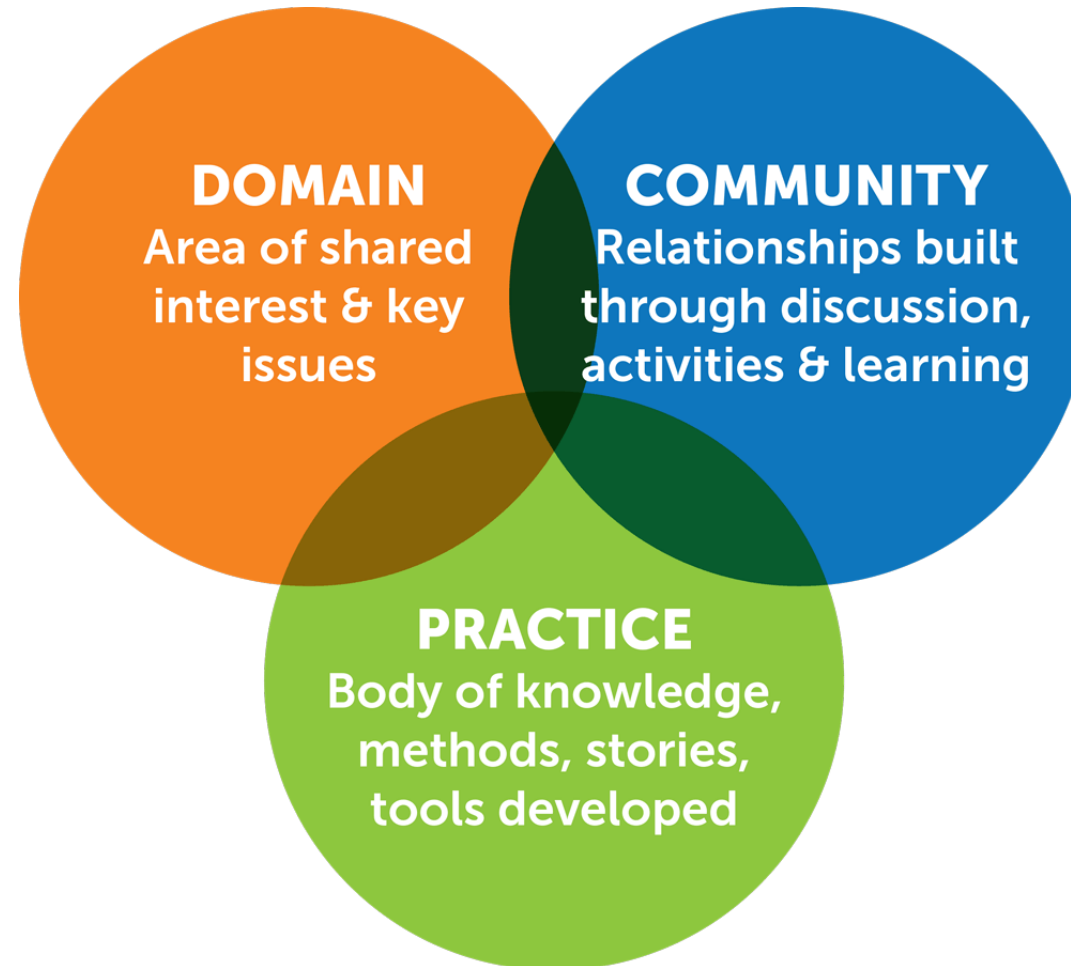 DOMAIN
Area of shared
interest & key
issues
COMMUNITY
Relationships built
through discussion,
activities & learning
PRACTICE
Body of knowledge,
methods, stories,
tools developed